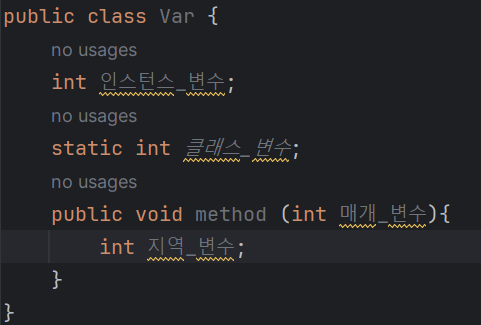 public class Var {
no usages
int 인스턴스_변수;
no usages
static int 클래스_변수;
no usages
public void method (int 매개_변수){
int 지역_변수;
}
}